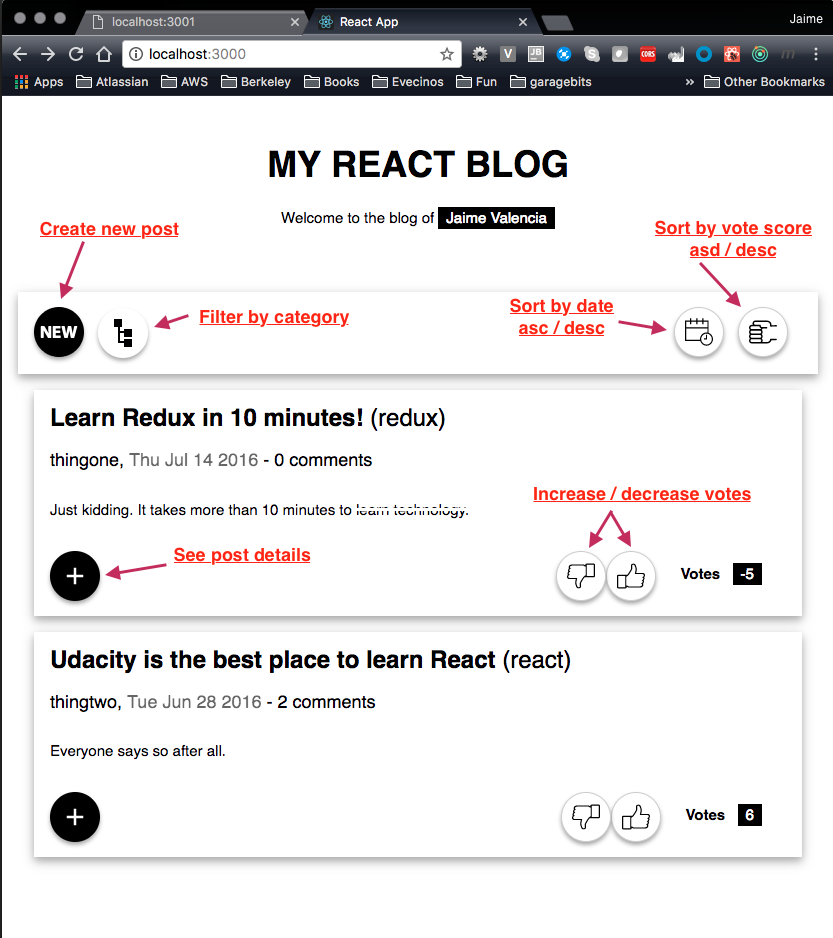 localhost:3001
React App
Jaime
localhost:3000
V
JB
CORS
Apps
Atlassian
AWS
Berkeley
Books
Evecinos
Fun
garagebits
»
Other Bookmarks
MY REACT BLOG
Welcome to the blog of Jaime Valencia
Create new post
Sort by vote score
asd / desc
Filter by category
Sort by date
asc / desc
NEW
Learn Redux in 10 minutes! (redux)
thingone, Thu Jul 14 2016 - 0 comments
Just kidding. It takes more than 10 minutes to learn technology.
Increase / decrease votes
See post details
+
Votes -5
Udacity is the best place to learn React (react)
thingtwo, Tue Jun 28 2016 - 2 comments
Everyone says so after all.
+
Votes 6